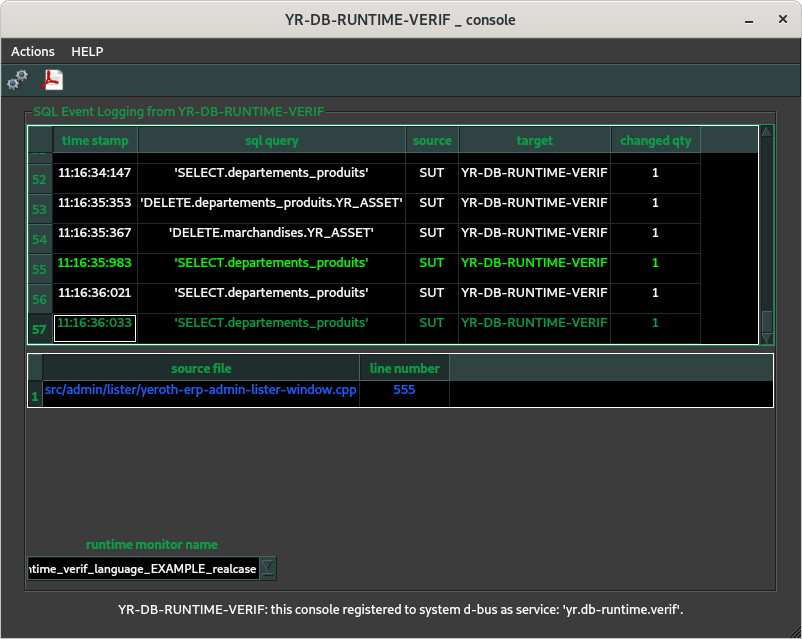 YR-DB-RUNTIME-VERIF _ console
Actions HELP
SQL Event Logging from YR-DB-RUNTIME-VERIF
time stamp sql query source target changed qty
52 11:16:34:147 'SELECT.departements_produits' SUT YR-DB-RUNTIME-VERIF 1
53 11:16:35:353 'DELETE.departements_produits.YR_ASSET' SUT YR-DB-RUNTIME-VERIF 1
54 11:16:35:367 'DELETE.marchandises.YR_ASSET' SUT YR-DB-RUNTIME-VERIF 1
55 11:16:35:983 'SELECT.departements_produits' SUT YR-DB-RUNTIME-VERIF 1
56 11:16:36:021 'SELECT.departements_produits' SUT YR-DB-RUNTIME-VERIF 1
57 11:16:36:033 'SELECT.departements_produits' SUT YR-DB-RUNTIME-VERIF 1
source file line number
1 src/admin/lister/yeroth-erp-admin-lister-window.cpp 555
runtime monitor name
ntime_verif_language_EXAMPLE_realcase
YR-DB-RUNTIME-VERIF: this console registered to system d-bus as service: 'yr.db-runtime.verif'.